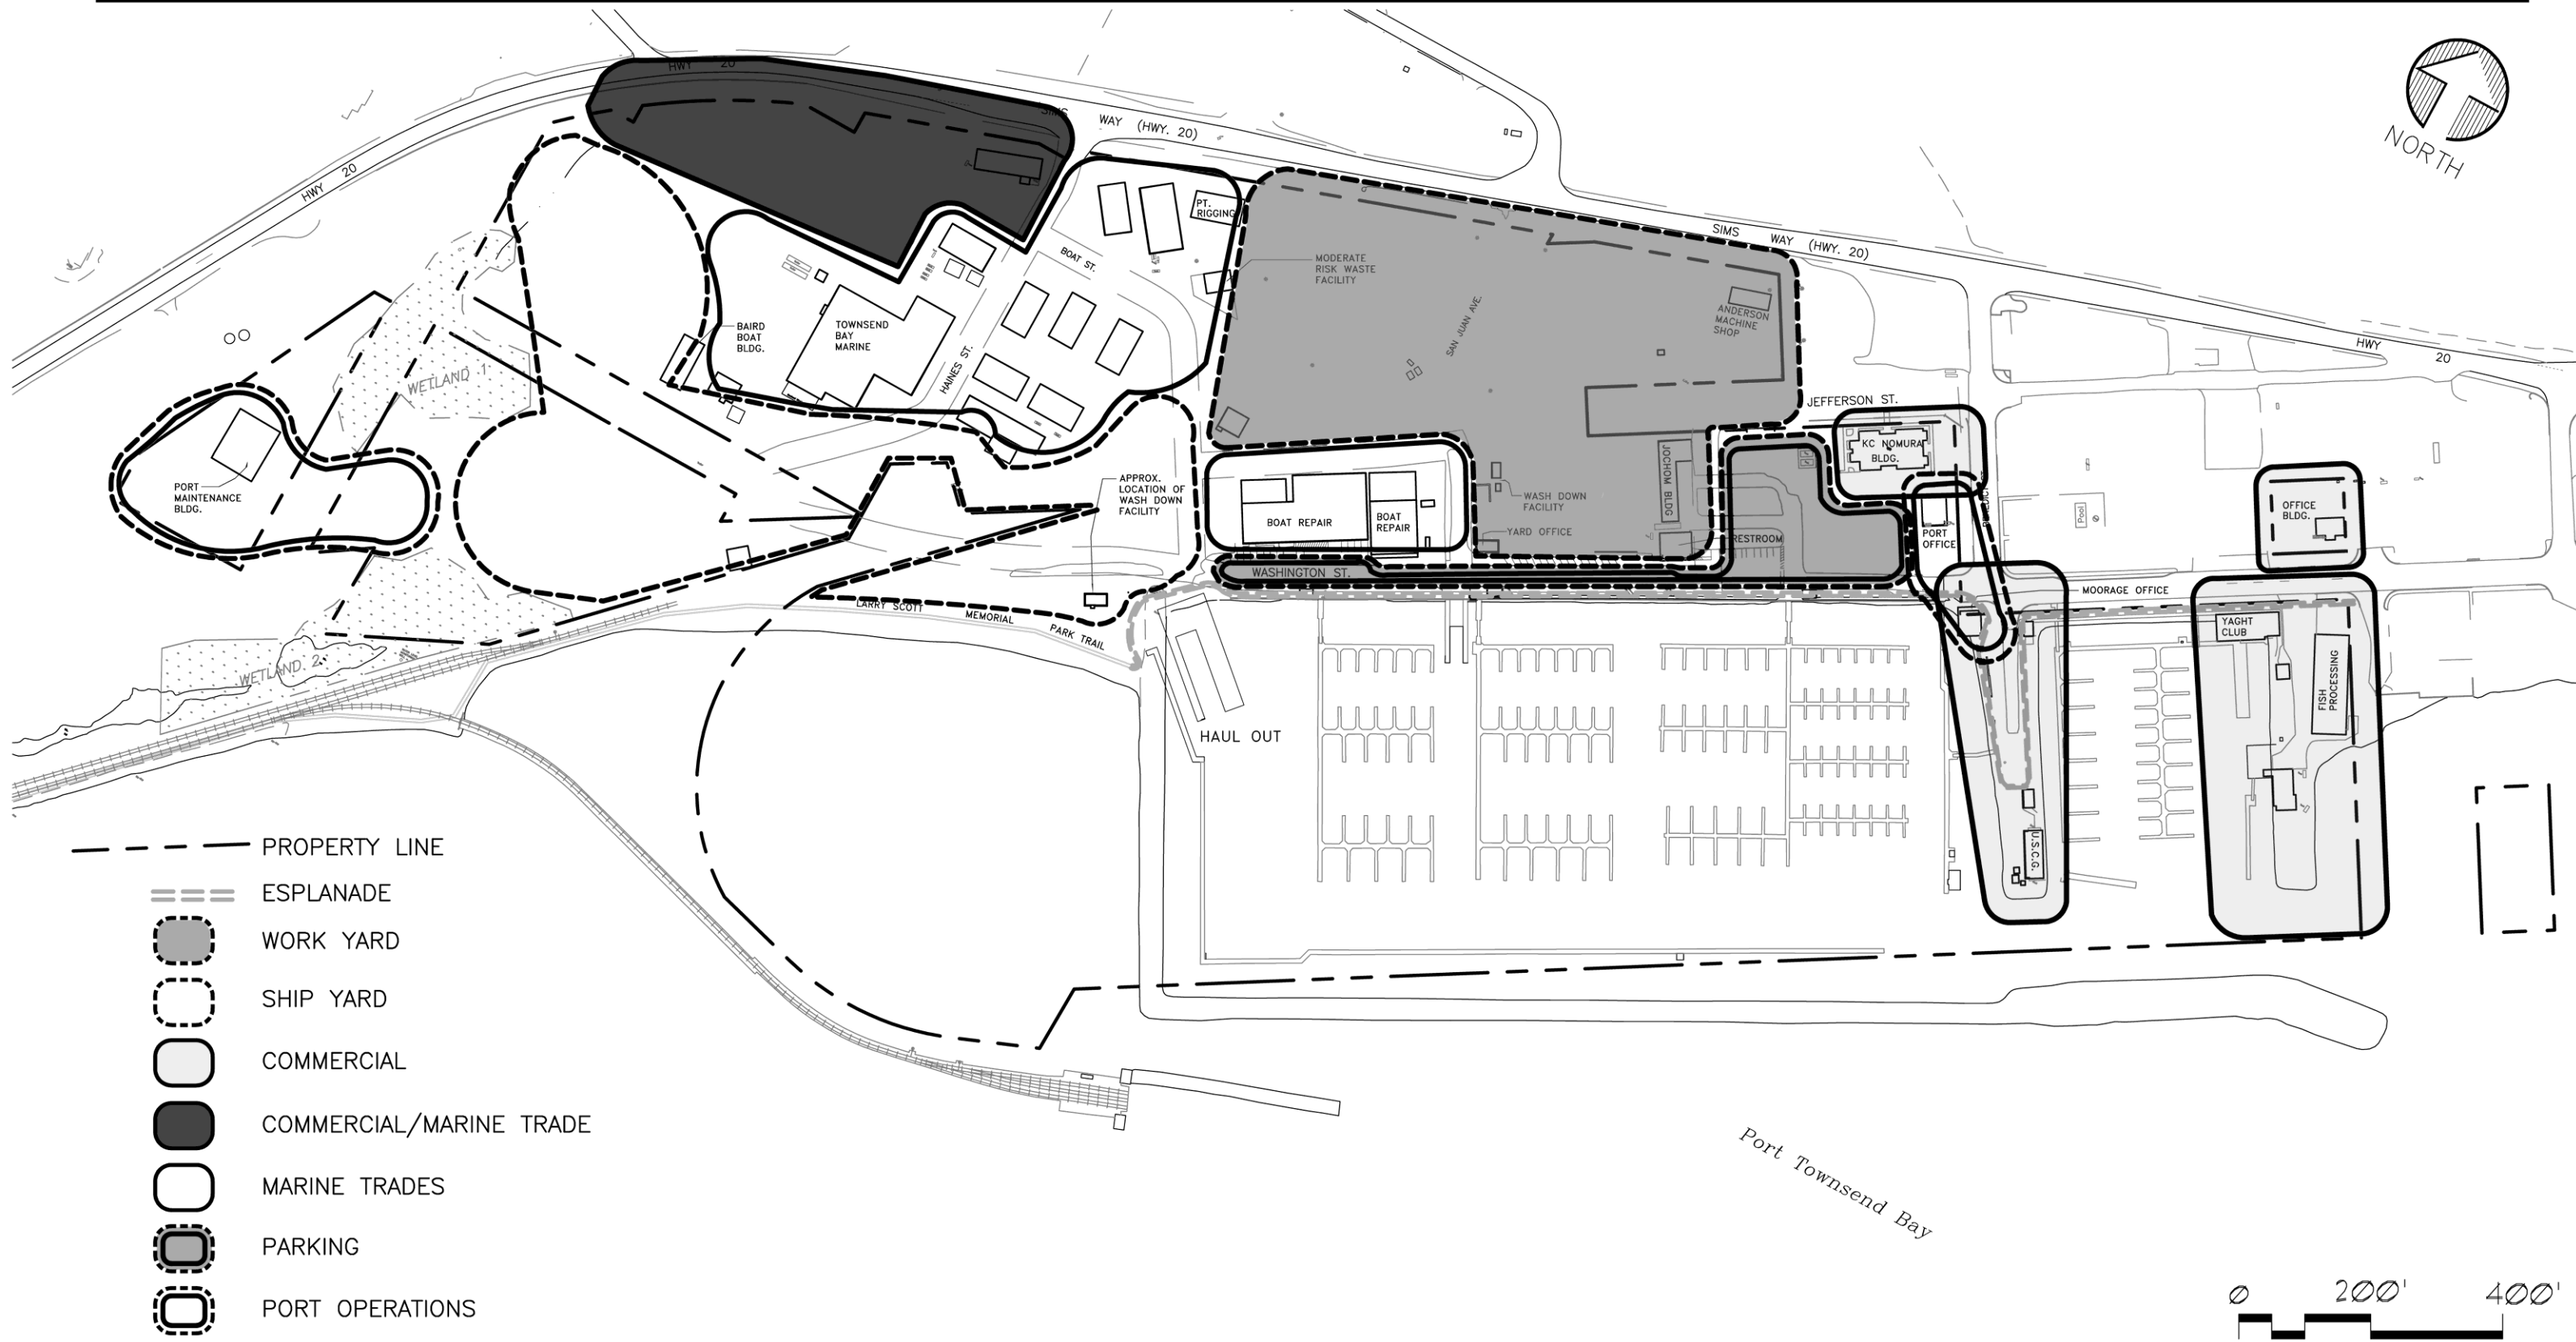 HWY 20
SIMS
WAY (HWY. 20)
NORTH
HWY 20
PT.
RIGGING
SIMS WAY (HWY. 20)
BOAT ST.
MODERATE
RISK WASTE
FACILITY
BAIRD
BOAT
BLDG.
TOWNSEND
BAY
MARINE
HAINES ST.
SAN JUAN AVE.
ANDERSON
MACHINE
SHOP
HWY 20
WETLAND 1
JEFFERSON ST.
KC NOMURA
BLDG.
PORT
MAINTENANCE
BLDG.
APPROX.
LOCATION OF
WASH DOWN
FACILITY
BOAT REPAIR
BOAT
REPAIR
WASH DOWN
FACILITY
YARD OFFICE
JOCHOM BLDG
RESTROOM
PORT
OFFICE
Pool
OFFICE
BLDG.
WASHINGTON ST.
MOORAGE OFFICE
LARRY SCOTT MEMORIAL PARK TRAIL
YAGHT
CLUB
FISH
PROCESSING
WETLAND 2
HAUL OUT
U.S.C.G.
PROPERTY LINE
ESPLANADE
WORK YARD
SHIP YARD
COMMERCIAL
COMMERCIAL/MARINE TRADE
MARINE TRADES
PARKING
PORT OPERATIONS
Port Townsend Bay
0 200' 400'